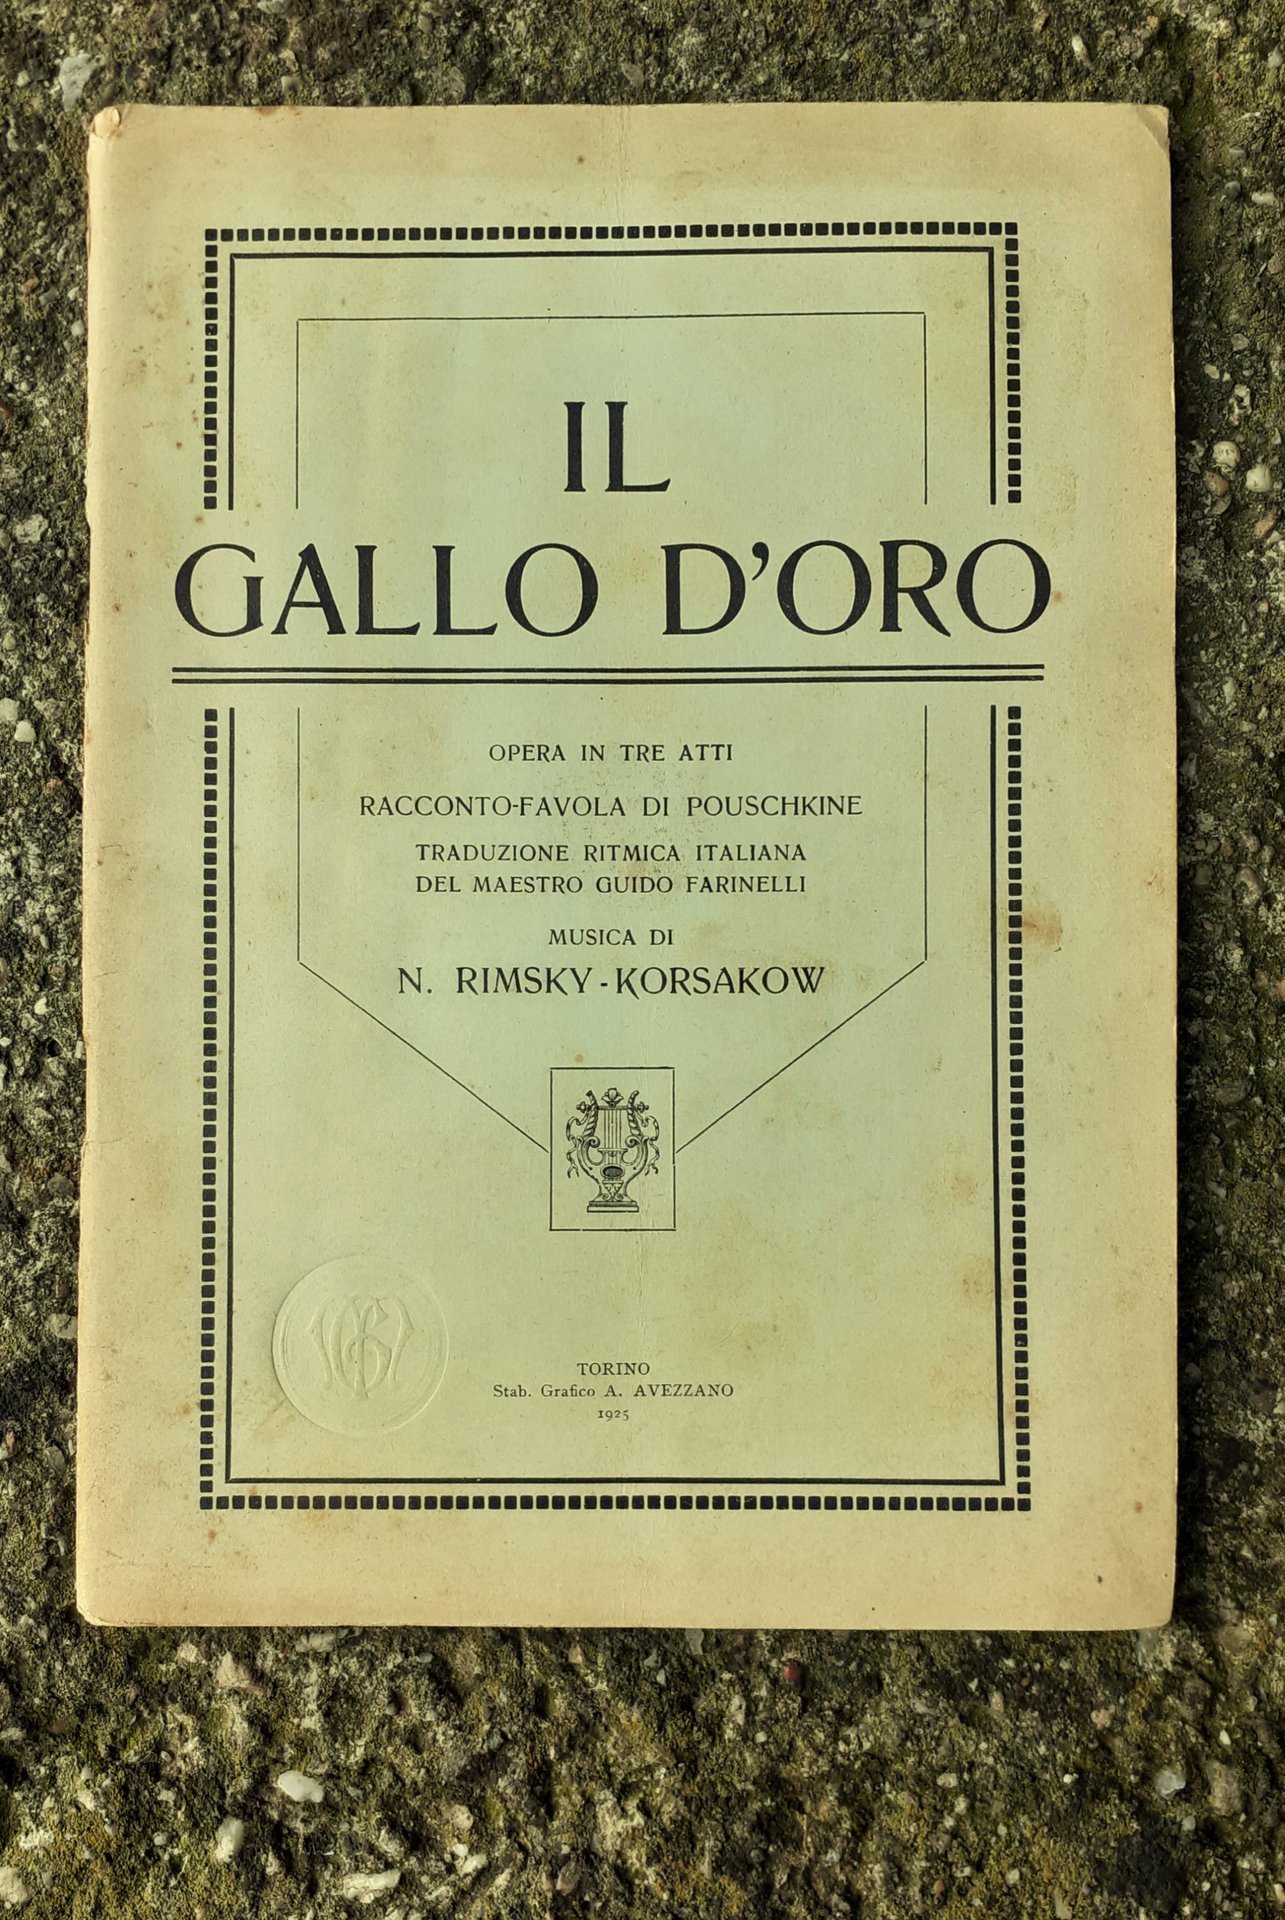 IL
GALLO D'ORO
OPERA IN TRE ATTI
RACCONTO-FAVOLA DI POUSCHKINE
TRADUZIONE RITMICA ITALIANA
DEL MAESTRO GUIDO FARINELLI
MUSICA DI
N. RIMSKY-KORSAKOW
TORINO
Stab. Grafico A. AVEZZANO
1925